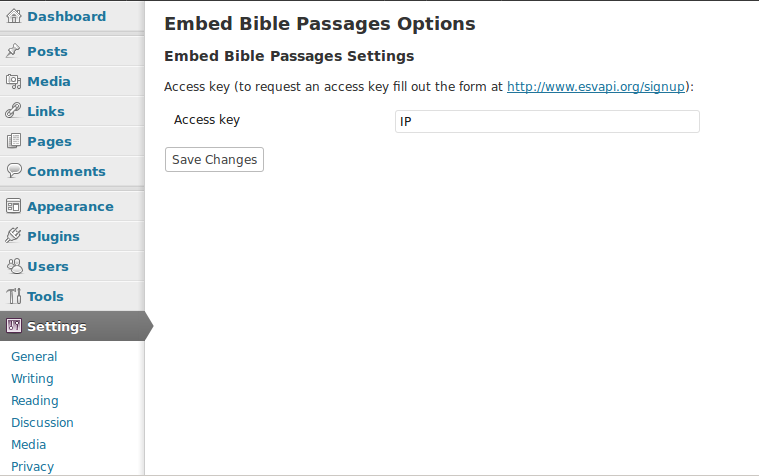 Dashboard
Posts
Media
Links
Pages
Comments
Appearance
Plugins
Users
Tools
Settings
General
Writing
Reading
Discussion
Media
Privacy
Embed Bible Passages Options
Embed Bible Passages Settings
Access key (to request an access key fill out the form at http://www.esvapi.org/signup):
Access key
IP
Save Changes